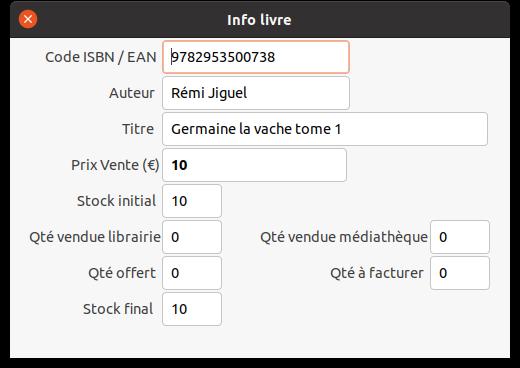 Info livre
Code ISBN / EAN 9782953500738
Auteur Rémi Jiguel
Titre Germaine la vache tome 1
Prix Vente (€) 10
Stock initial 10
Qté vendue librairie 0 Qté vendue médiathèque 0
Qté offert 0 Qté à facturer 0
Stock final 10